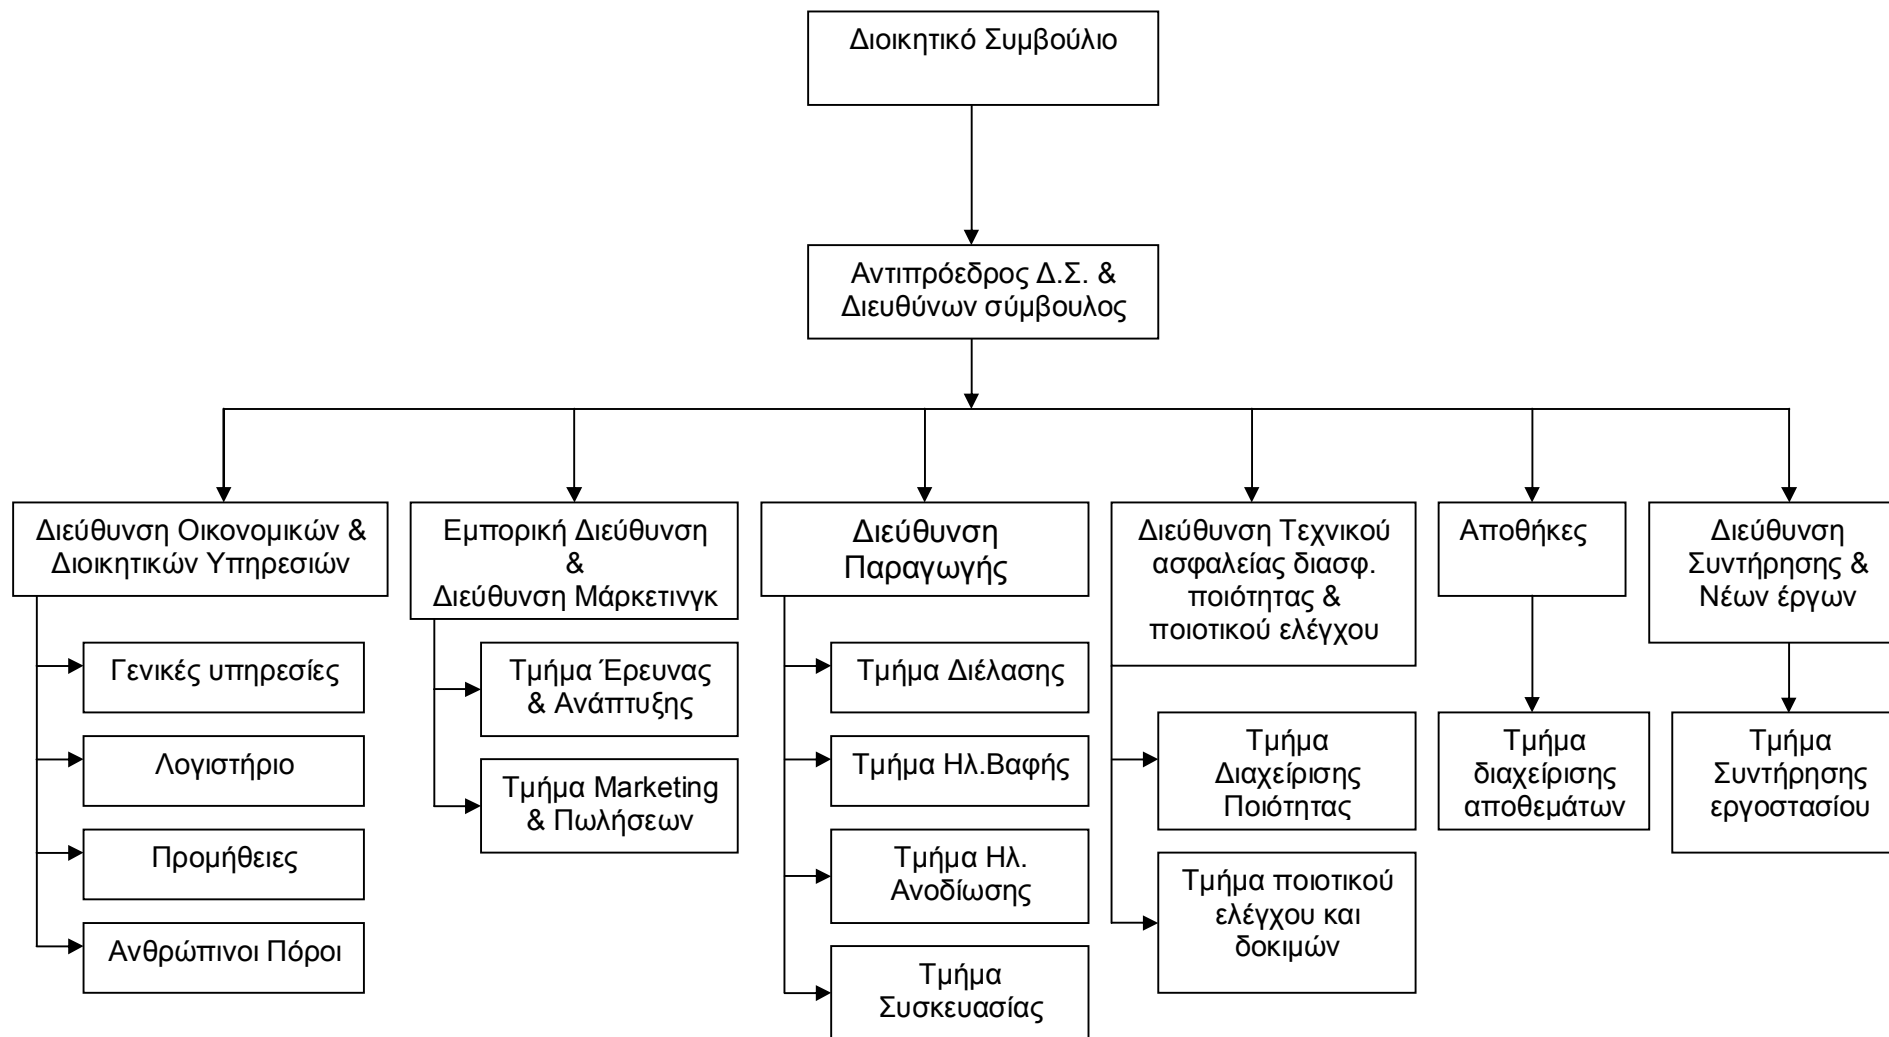 Διοικητικό Συμβούλιο
Αντιπρόεδρος Δ.Σ. &
Διευθύνων σύμβουλος
Διεύθυνση Οικονομικών &
Διοικητικών Υπηρεσιών
Γενικές υπηρεσίες
Λογιστήριο
Προμήθειες
Ανθρώπινοι Πόροι
Εμπορική Διεύθυνση
&
Διεύθυνση Μάρκετινγκ
Τμήμα Έρευνας
& Ανάπτυξης
Τμήμα Marketing
& Πωλήσεων
Διεύθυνση
Παραγωγής
Τμήμα Διέλασης
Τμήμα Ηλ.Βαφής
Τμήμα Ηλ.
Ανοδίωσης
Τμήμα
Συσκευασίας
Διεύθυνση Τεχνικού
ασφαλείας διασφ.
ποιότητας &
ποιοτικού ελέγχου
Τμήμα
Διαχείρισης
Ποιότητας
Τμήμα ποιοτικού
ελέγχου και
δοκιμών
Αποθήκες
Τμήμα
διαχείρισης
αποθεμάτων
Διεύθυνση
Συντήρησης &
Νέων έργων
Τμήμα
Συντήρησης
εργοστασίου